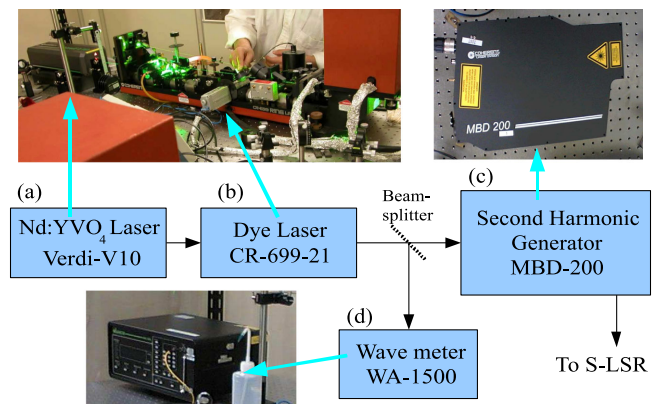 COHERENT
MBD 200
(a)
(b)
(c)
Nd:YVO4 Laser
Verdi-V10
Dye Laser
CR-699-21
Beam-
splitter
Second Harmonic
Generator
MBD-200
(d)
Wave meter
WA-1500
To S-LSR